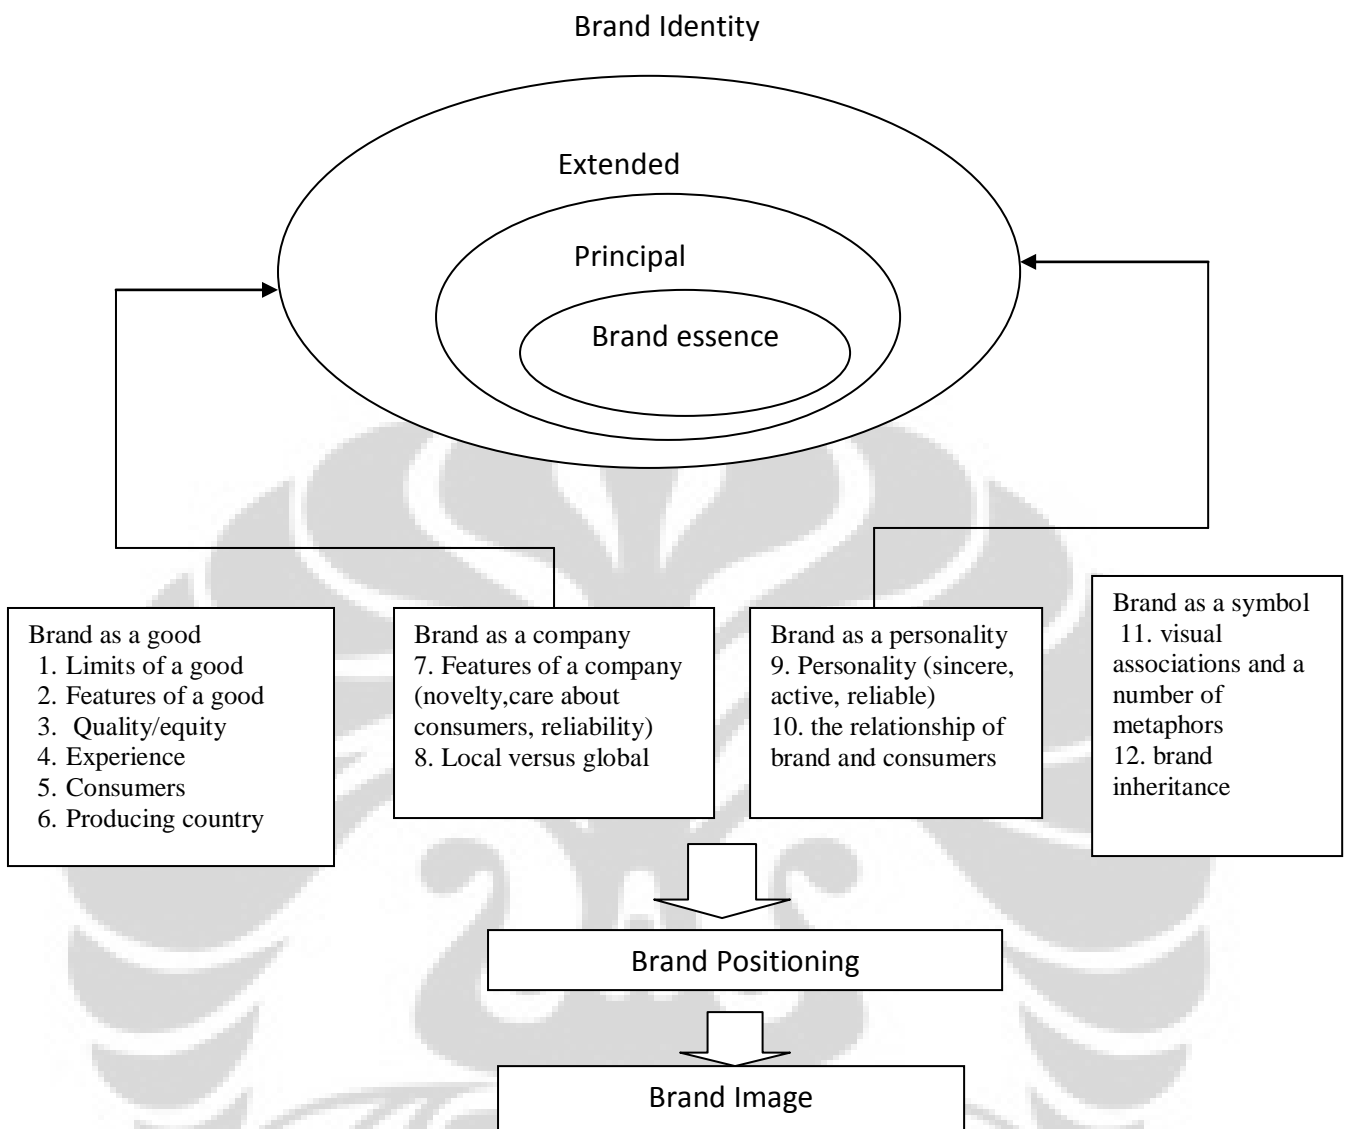 Brand Identity
Extended
Principal
Brand essence
Brand as a good
1. Limits of a good
2. Features of a good
3. Quality/equity
4. Experience
5. Consumers
6. Producing country
Brand as a company
7. Features of a company
(novelty,care about
consumers, reliability)
8. Local versus global
Brand as a personality
9. Personality (sincere,
active, reliable)
10. the relationship of
brand and consumers
Brand as a symbol
11. visual
associations and a
number of
metaphors
12. brand
inheritance
Brand Positioning
Brand Image